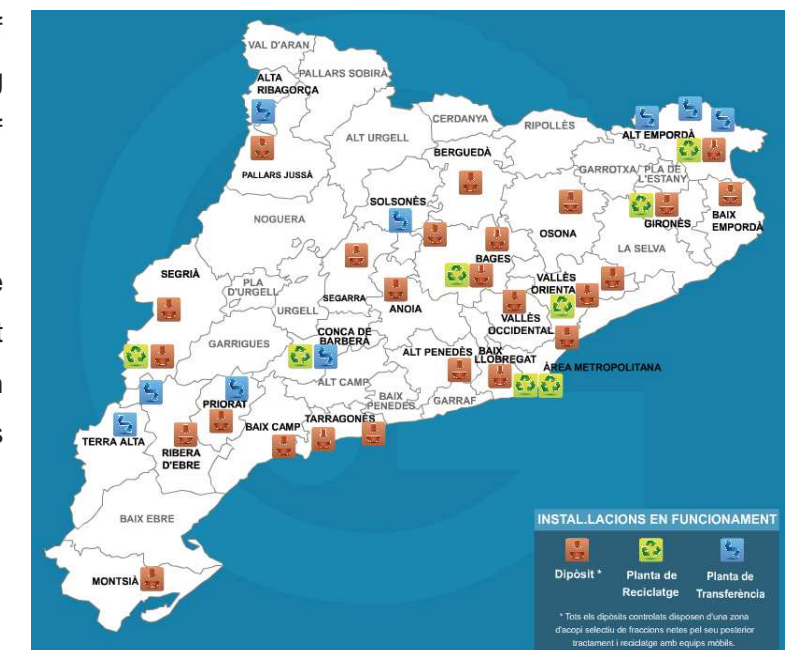 VAL D'ARAN
ALTA
RIBAGORÇA
PALLARS SOBIRÀ
PALLARS JUSSÀ
ALT URGELL
CERDANYA
RIPOLLÈS
ALT EMPORDÀ
BERGUEDÀ
GARROTXA
PLA DE
L'ESTANY
SOLSONÈS
NOGUERA
OSONA
GIRONÈS
BAIX
EMPORDÀ
LA SELVA
BAGES
SEGRIÀ
PLA
D'URGELL
SEGARRA
ANOIA
VALLÈS
ORIENTA
URGELL
VALLÈS
OCCIDENTAL
GARRIGUES
CONCA DE
BARBERÀ
ALT PENEDÈS
BAIX
LLOBREGAT
ÀREA METROPOLITANA
ALT CAMP
BAIX
PENEDÈS
GARRAF
PRIORAT
BAIX CAMP
TARRAGONÈS
TERRA ALTA
RIBERA
D'EBRE
BAIX EBRE
MONTSIÀ
INSTAL.LACIONS EN FUNCIONAMENT
Dipòsit *
Planta de
Reciclatge
Planta de
Transferència
* Tots els dipòsits controlats disposen d'una zona
d'acopi selectiu de fraccions netes pel seu posterior
tractament i reciclatge amb equips mòbils.